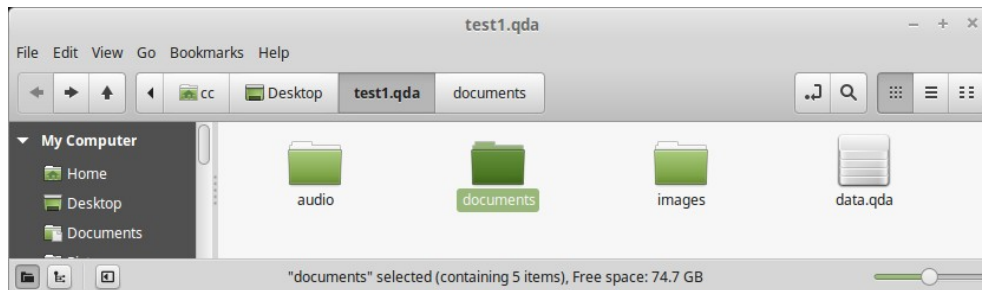 test1.qda
File Edit View Go Bookmarks Help
cc Desktop test1.qda documents
My Computer
Home
Desktop
Documents
audio documents images data.qda
"documents" selected (containing 5 items), Free space: 74.7 GB